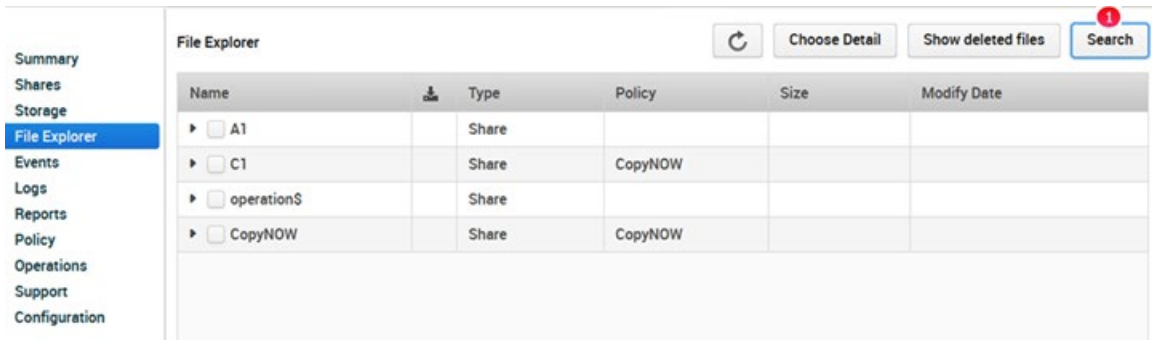 1
File Explorer Choose Detail Show deleted files Search
Summary
Shares
Storage
File Explorer
Events
Logs
Reports
Policy
Operations
Support
Configuration
Name Type Policy Size Modify Date
A1 Share
C1 Share CopyNOW
operation$ Share
CopyNOW Share CopyNOW